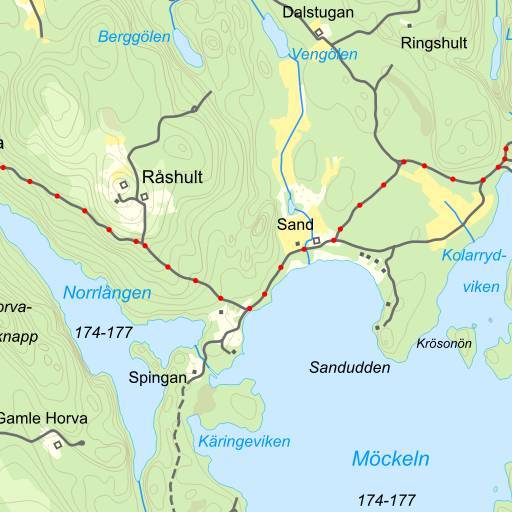 Dalstugan
Berggölen
Ringshult
Vengölen
Råshult
Sand
Kolarryd-
viken
Norrlången
174-177
knapp
Krösonön
Sandudden
Spingan
Gamle Horva
Käringeviken
Möckeln
174-177